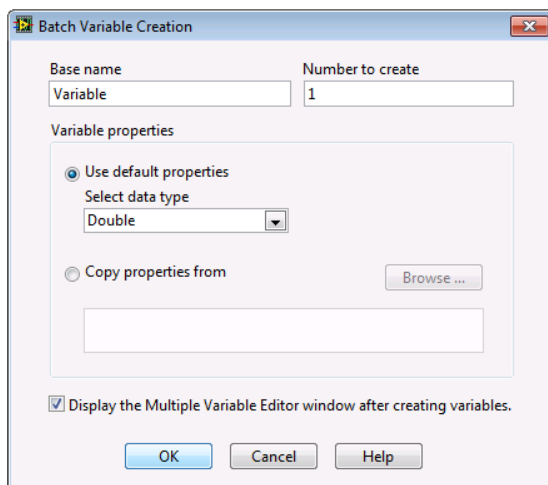 Batch Variable Creation
Base name
Number to create
Variable
1
Variable properties
Use default properties
Select data type
Double
Copy properties from
Browse ...
Display the Multiple Variable Editor window after creating variables.
OK
Cancel
Help